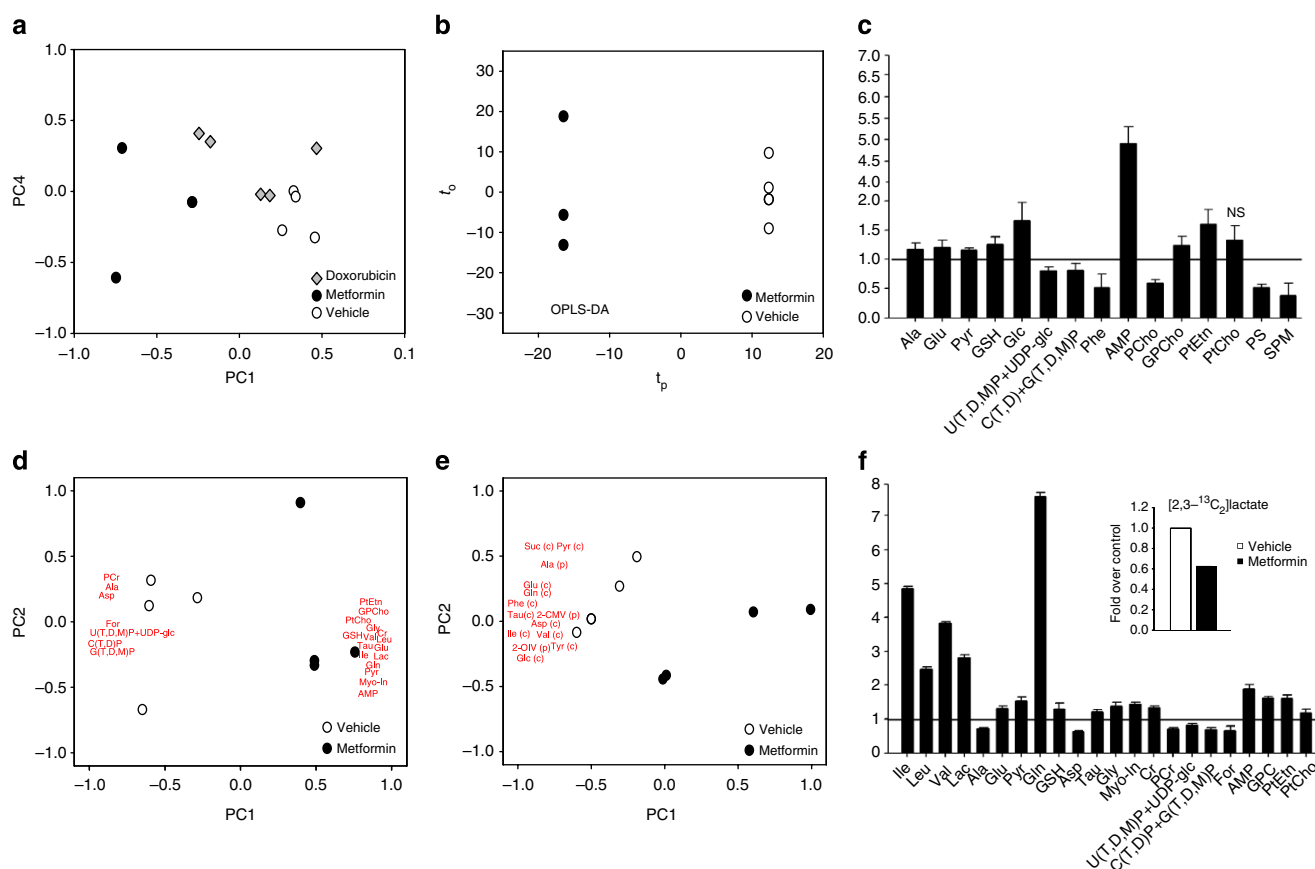 a
1.0
0.5
0.0
−0.5
−1.0
PC4
Doxorubicin
Metformin
Vehicle
−1.0
−0.5
0.0
0.5
0.1
PC1
b
30
20
10
0
−10
−20
−30
to
OPLS-DA
Metformin
Vehicle
−20
−10
0
10
20
tp
c
7.0
6.5
6.0
5.5
5.0
4.5
2.0
1.5
1.0
0.5
0.0
NS
Ala
Glu
Pyr
GSH
Glc
U(T,D,M)P+UDP-glc
C(T,D)+G(T,D,M)P
Phe
AMP
PCho
GPCho
PtEtn
PtCho
PS
SPM
d
1.0
0.5
0.0
−0.5
−1.0
PC2
PCr
Ala
Asp
For
U(T,D,M)P+UDP-glc
C(T,D)P
G(T,D,M)P
PtEtn
GPCho
PtCho
Gly
Cr
GSH
Val
Leu
Tau
Glu
Ile
Lac
Gln
Pyr
Myo-In
AMP
Vehicle
Metformin
−1.0
−0.5
0.0
0.5
1.0
PC1
e
1.0
0.5
0.0
−0.5
−1.0
PC2
Suc (c) Pyr (c)
Ala (p)
Glu (c)
Gln (c)
Phe (c)
Tau(c) 2-CMV (p)
Asp (c)
Ile (c) Val (c)
2-OIV (p) Tyr (c)
Glc (c)
Vehicle
Metformin
−1.0
−0.5
0.0
0.5
1.0
PC1
f
8
7
6
5
4
3
2
1
0
[2,3−13C2]lactate
Fold over control
1.2
1.0
0.8
0.6
0.4
0.2
0.0
Vehicle
Metformin
Ile
Leu
Val
Lac
Ala
Glu
Pyr
Gln
GSH
Asp
Tau
Gly
Myo-In
Cr
PCr
U(T,D,M)P+UDP-glc
C(T,D)P+G(T,D,M)P
For
AMP
GPC
PtEtn
PtCho